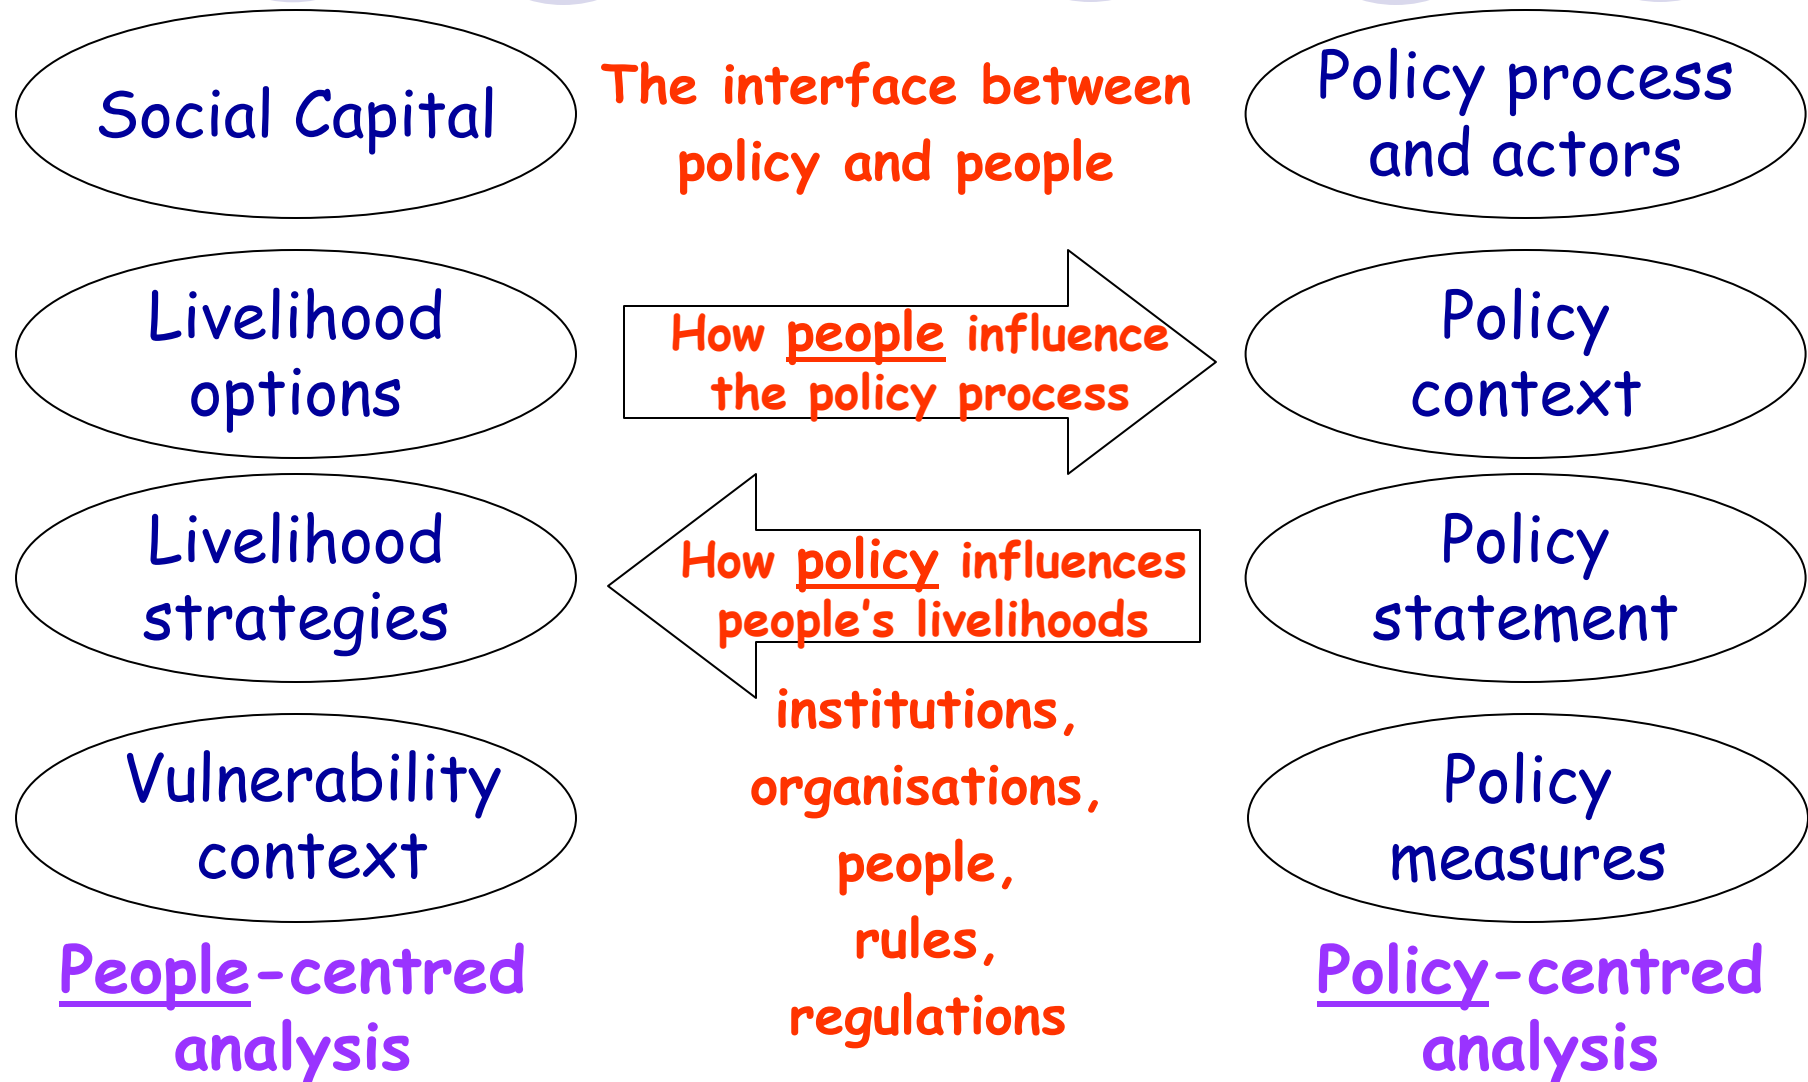 Social Capital
Livelihood
options
Livelihood
strategies
Vulnerability
context
People-centred
analysis
The interface between
policy and people
How people influence
the policy process
How policy influences
people's livelihoods
institutions,
organisations,
people,
rules,
regulations
Policy process
and actors
Policy
context
Policy
statement
Policy
measures
Policy-centred
analysis